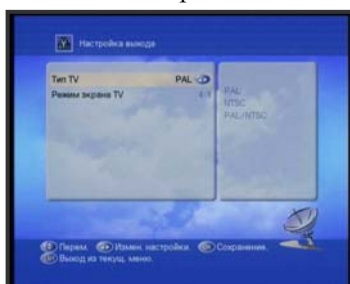 Настройка выхода
Тип TV PAL
Режим экрана TV 4:3
PAL
NTSC
PAL/NTSC
Перем. Измен. настройки. Сохранение.
Выход из текущ. меню.